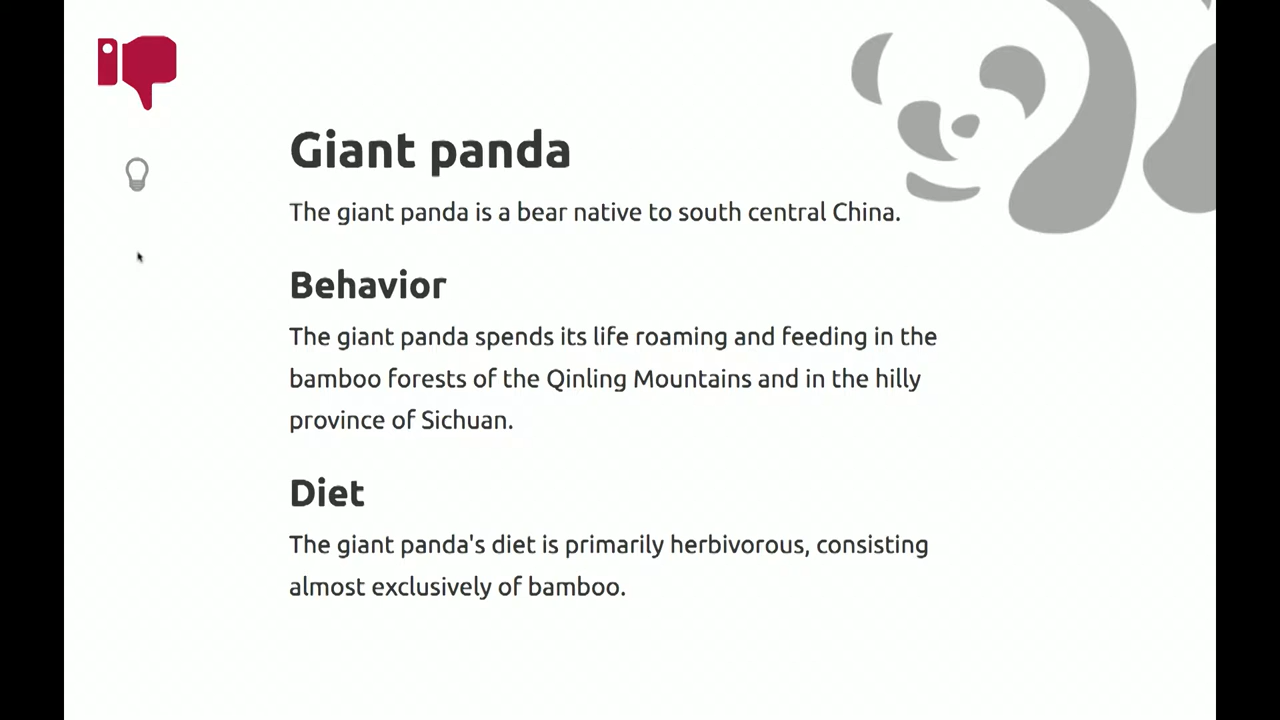 Giant panda
The giant panda is a bear native to south central China.
Behavior
The giant panda spends its life roaming and feeding in the
bamboo forests of the Qinling Mountains and in the hilly
province of Sichuan.
Diet
The giant panda's diet is primarily herbivorous, consisting
almost exclusively of bamboo.